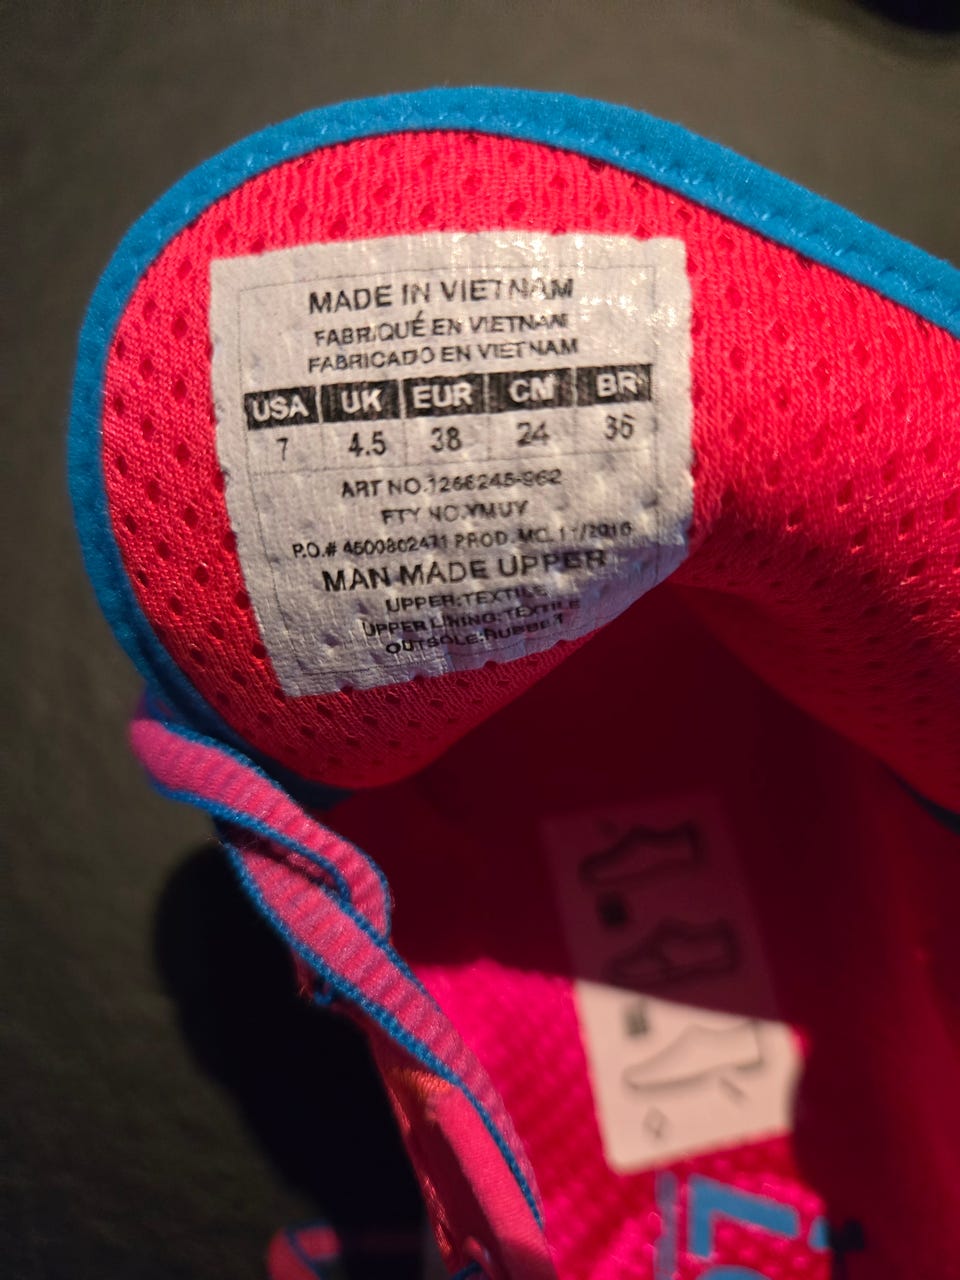 MADE IN VIETNAM
FABRIQUÉ EN VIETNAM
FABRICADO EN VIETNAM
USA UK EUR CM BR
7 4.5 38 24 36
ART NO.1266245-962
FTY NO:YMUY
P.O.# 4500802471 PROD. MO. 11/2016
MAN MADE UPPER
UPPER:TEXTILE
UPPER LINING:TEXTILE
OUTSOLE:RUBBER